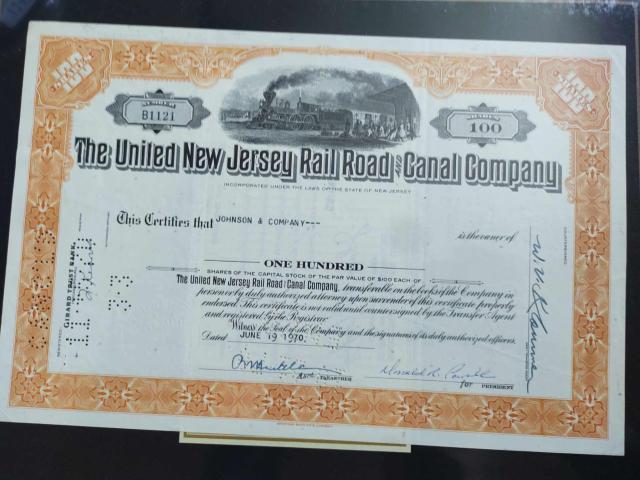 NUMBER
B1121
SHARES
100
The United New Jersey Rail Road AND Canal Company
INCORPORATED UNDER THE LAWS OF THE STATE OF NEW JERSEY
This Certifies that JOHNSON & COMPANY---
is the owner of
ONE HUNDRED
SHARES OF THE CAPITAL STOCK OF THE PAR VALUE OF $100 EACH OF
The United New Jersey Rail Road & Canal Company, transferable on the books of the Company in
person or by duly authorized attorney upon surrender of this certificate properly
endorsed. This certificate is not valid until countersigned by the Transfer Agent
and registered by the Registrar.
Witness the Seal of the Company and the signatures of its duly authorized officers.
Dated JUNE 19 1970
Asst TREASURER
for PRESIDENT
GIRARD TRUST BANK,
COUNTERSIGNED